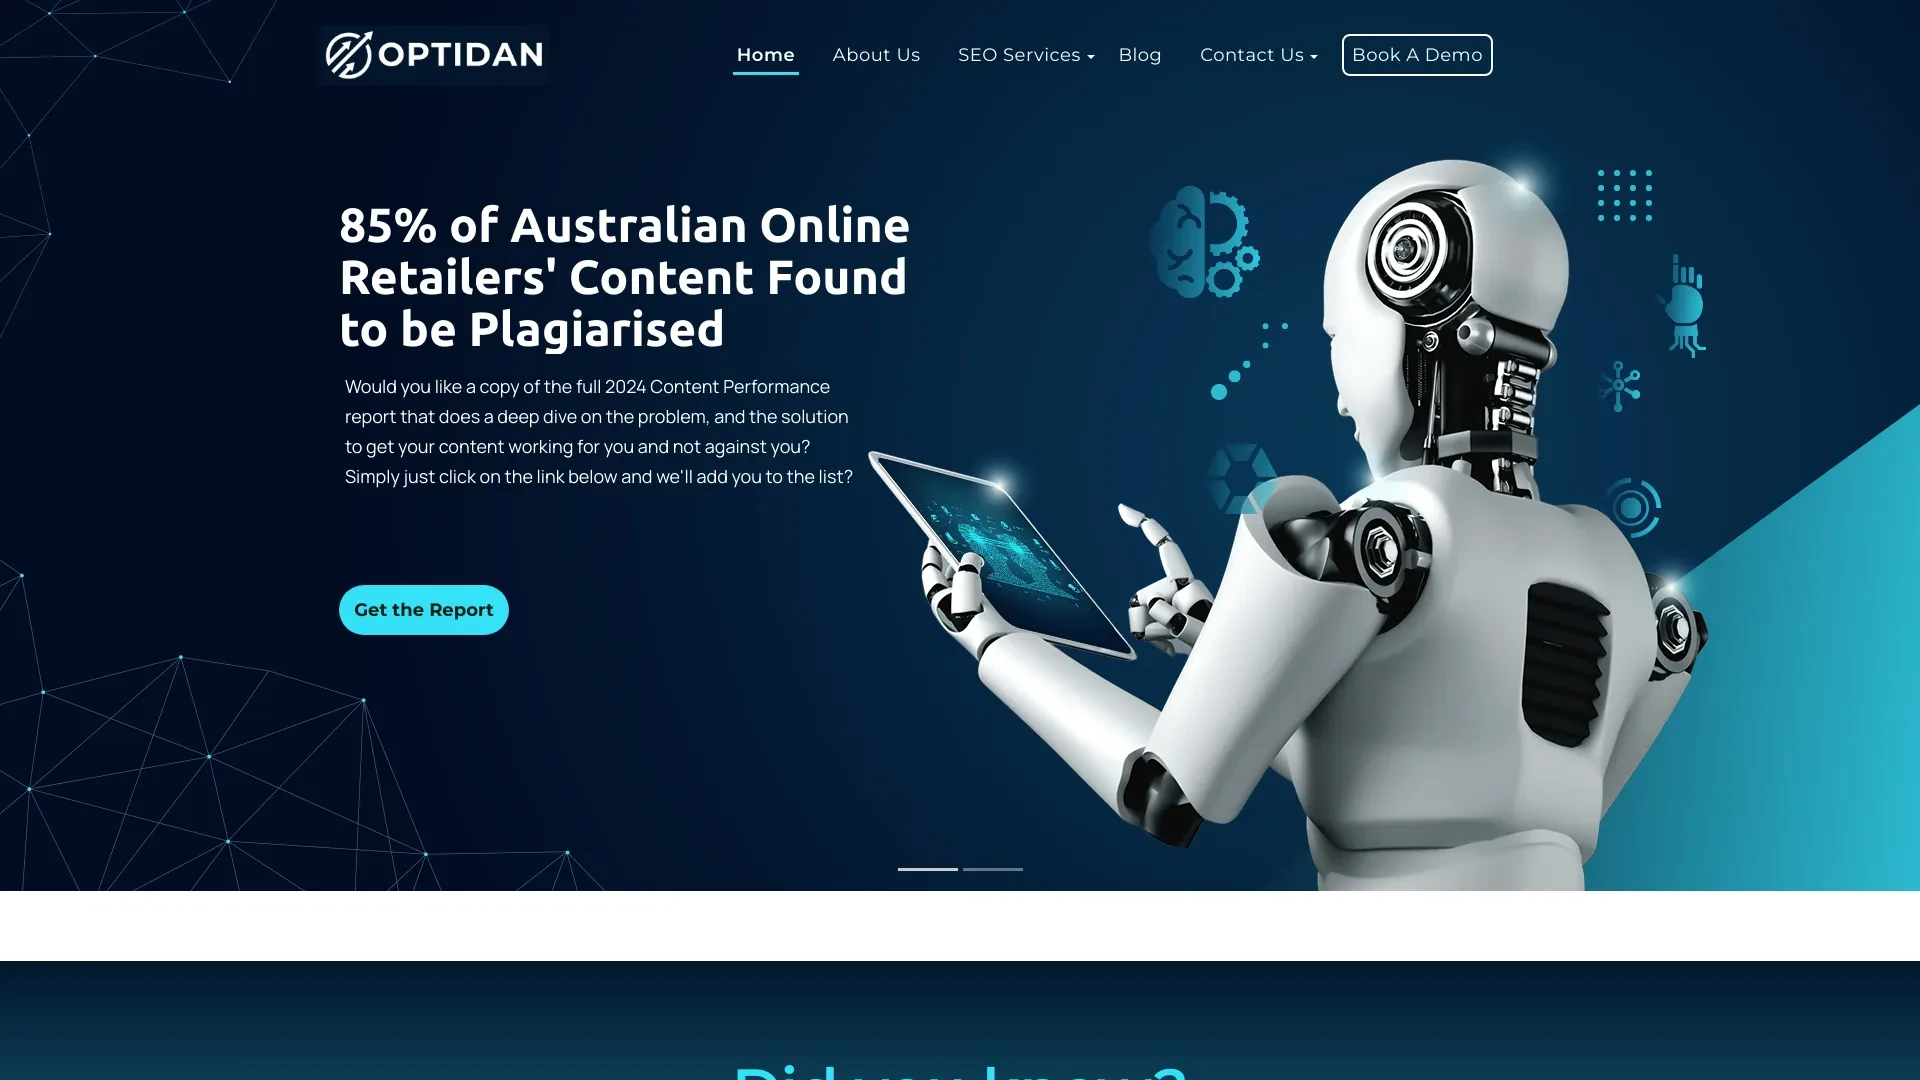 OPTIDAN
Home
About Us
SEO Services
Blog
Contact Us
Book A Demo
85% of Australian Online
Retailers' Content Found
to be Plagiarised
Would you like a copy of the full 2024 Content Performance
report that does a deep dive on the problem, and the solution
to get your content working for you and not against you?
Simply just click on the link below and we'll add you to the list?
Get the Report
Did you know?